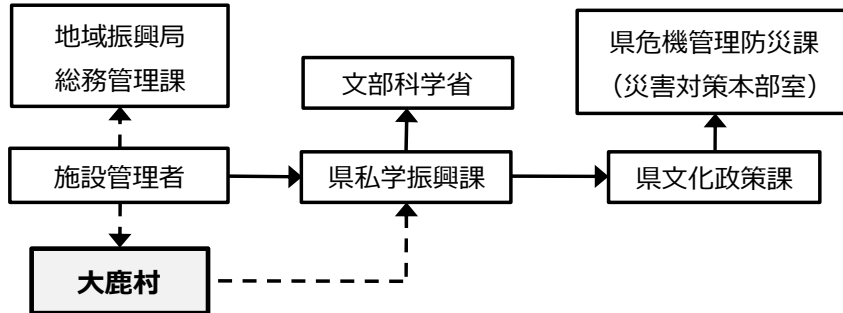 地域振興局
総務管理課
県危機管理防災課
（災害対策本部室）
文部科学省
施設管理者
県私学振興課
県文化政策課
大鹿村